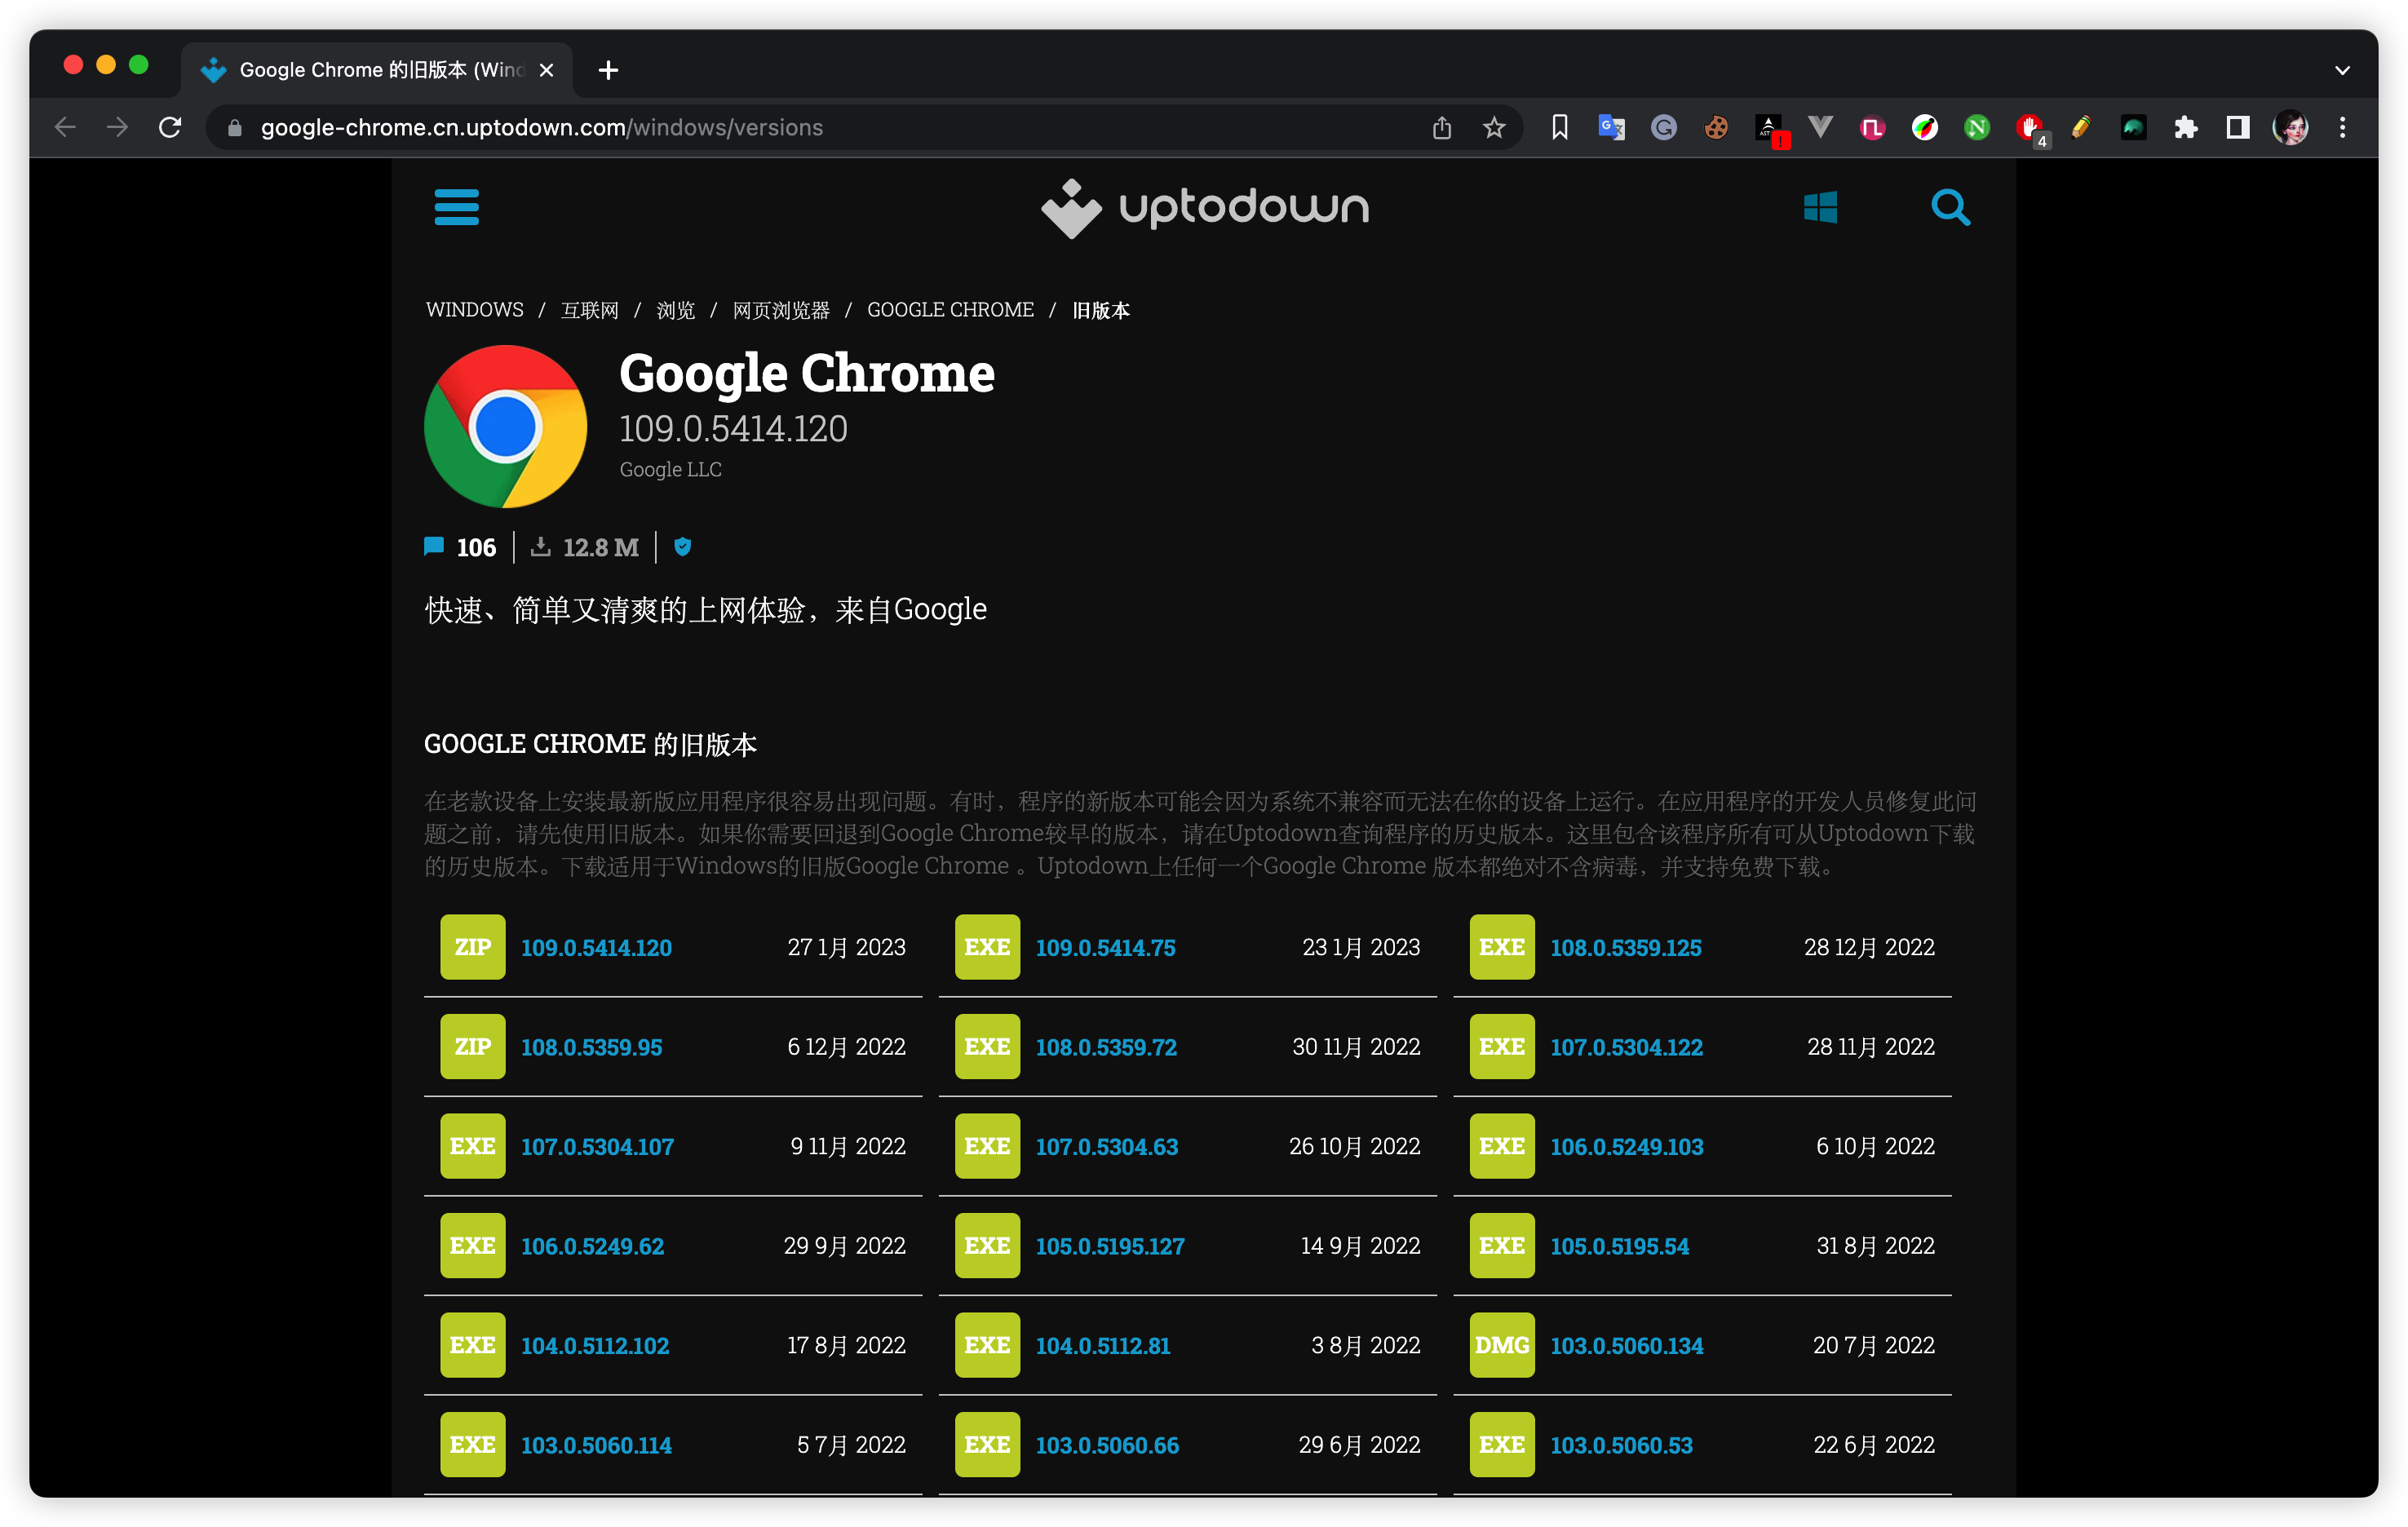 Google Chrome 的旧版本 (Wind
google-chrome.cn.uptodown.com/windows/versions
4
uptodown
WINDOWS / 互联网 / 浏览 / 网页浏览器 / GOOGLE CHROME / 旧版本
Google Chrome
109.0.5414.120
Google LLC
106 12.8 M
快速、简单又清爽的上网体验，来自Google
GOOGLE CHROME 的旧版本
在老款设备上安装最新版应用程序很容易出现问题。有时，程序的新版本可能会因为系统不兼容而无法在你的设备上运行。在应用程序的开发人员修复此问
题之前，请先使用旧版本。如果你需要回退到Google Chrome较早的版本，请在Uptodown查询程序的历史版本。这里包含该程序所有可从Uptodown下载
的历史版本。下载适用于Windows的旧版Google Chrome 。Uptodown上任何一个Google Chrome 版本都绝对不含病毒，并支持免费下载。
ZIP 109.0.5414.120 27 1月 2023 EXE 109.0.5414.75 23 1月 2023 EXE 108.0.5359.125 28 12月 2022
ZIP 108.0.5359.95 6 12月 2022 EXE 108.0.5359.72 30 11月 2022 EXE 107.0.5304.122 28 11月 2022
EXE 107.0.5304.107 9 11月 2022 EXE 107.0.5304.63 26 10月 2022 EXE 106.0.5249.103 6 10月 2022
EXE 106.0.5249.62 29 9月 2022 EXE 105.0.5195.127 14 9月 2022 EXE 105.0.5195.54 31 8月 2022
EXE 104.0.5112.102 17 8月 2022 EXE 104.0.5112.81 3 8月 2022 DMG 103.0.5060.134 20 7月 2022
EXE 103.0.5060.114 5 7月 2022 EXE 103.0.5060.66 29 6月 2022 EXE 103.0.5060.53 22 6月 2022